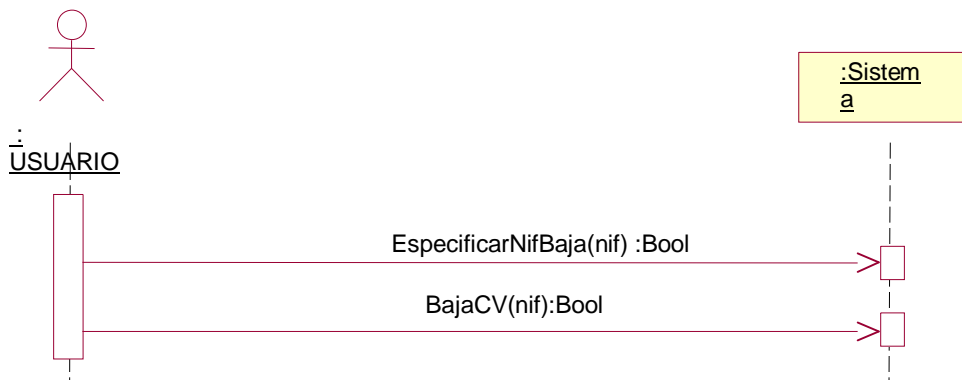 :Sistem
a
:
USUARIO
EspecificarNifBaja(nif) :Bool
BajaCV(nif):Bool